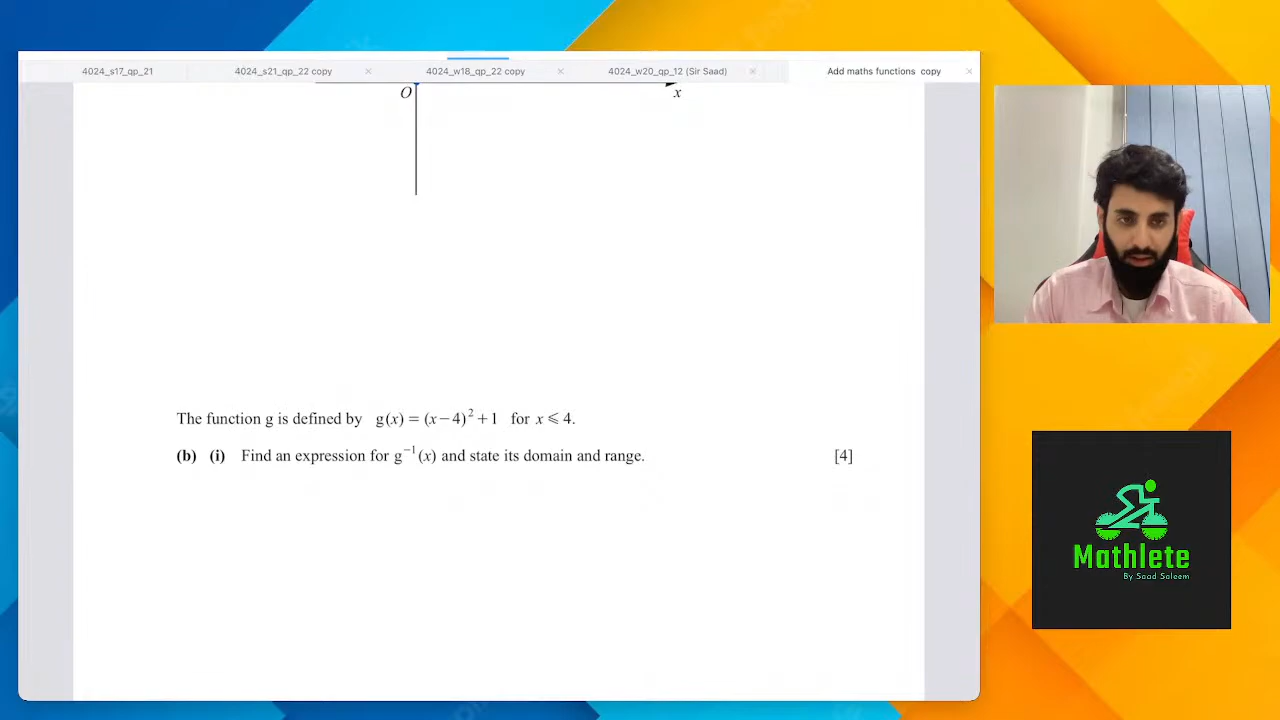 4024_s17_qp_21
4024_s21_qp_22 copy
4024_w18_qp_22 copy
4024_w20_qp_12 (Sir Saad)
Add maths functions copy
O
x
The function g is defined by g(x) = (x − 4)² + 1 for x ⩽ 4.
(b) (i) Find an expression for g⁻¹(x) and state its domain and range. [4]
Mathlete
By Saad Saleem